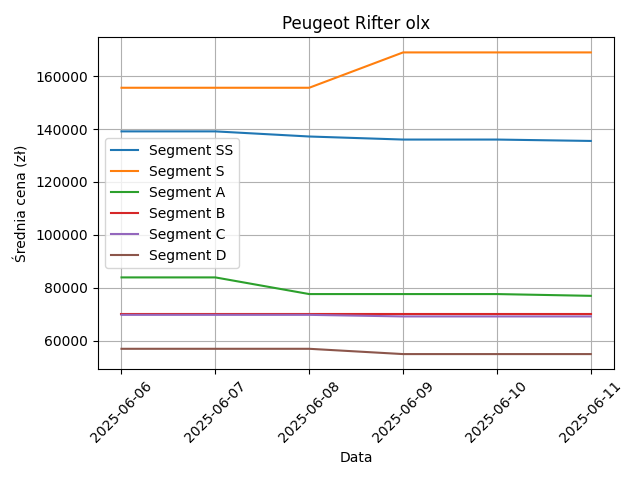 Peugeot Rifter olx
Średnia cena (zł)
160000
140000
120000
100000
80000
60000
Segment SS
Segment S
Segment A
Segment B
Segment C
Segment D
2025-06-06
2025-06-07
2025-06-08
2025-06-09
2025-06-10
2025-06-11
Data